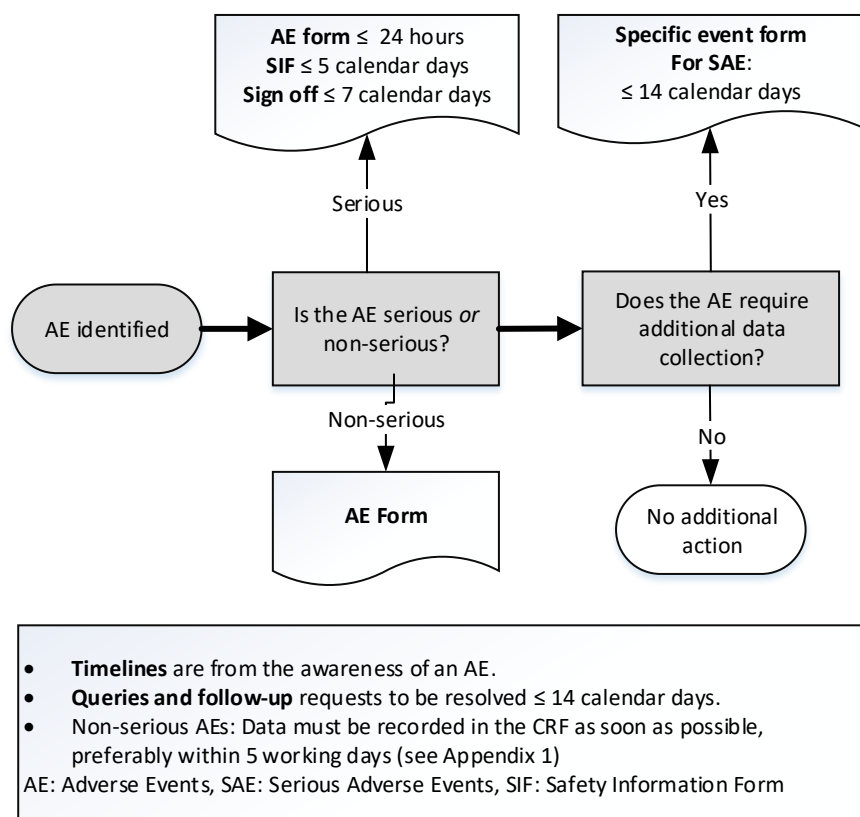 AE form ≤ 24 hours
SIF ≤ 5 calendar days
Sign off ≤ 7 calendar days
Specific event form
For SAE:
≤ 14 calendar days
Serious
Yes
AE identified
Is the AE serious or
non-serious?
Does the AE require
additional data
collection?
Non-serious
No
AE Form
No additional
action
• Timelines are from the awareness of an AE.
• Queries and follow-up requests to be resolved ≤ 14 calendar days.
• Non-serious AEs: Data must be recorded in the CRF as soon as possible,
preferably within 5 working days (see Appendix 1)
AE: Adverse Events, SAE: Serious Adverse Events, SIF: Safety Information Form